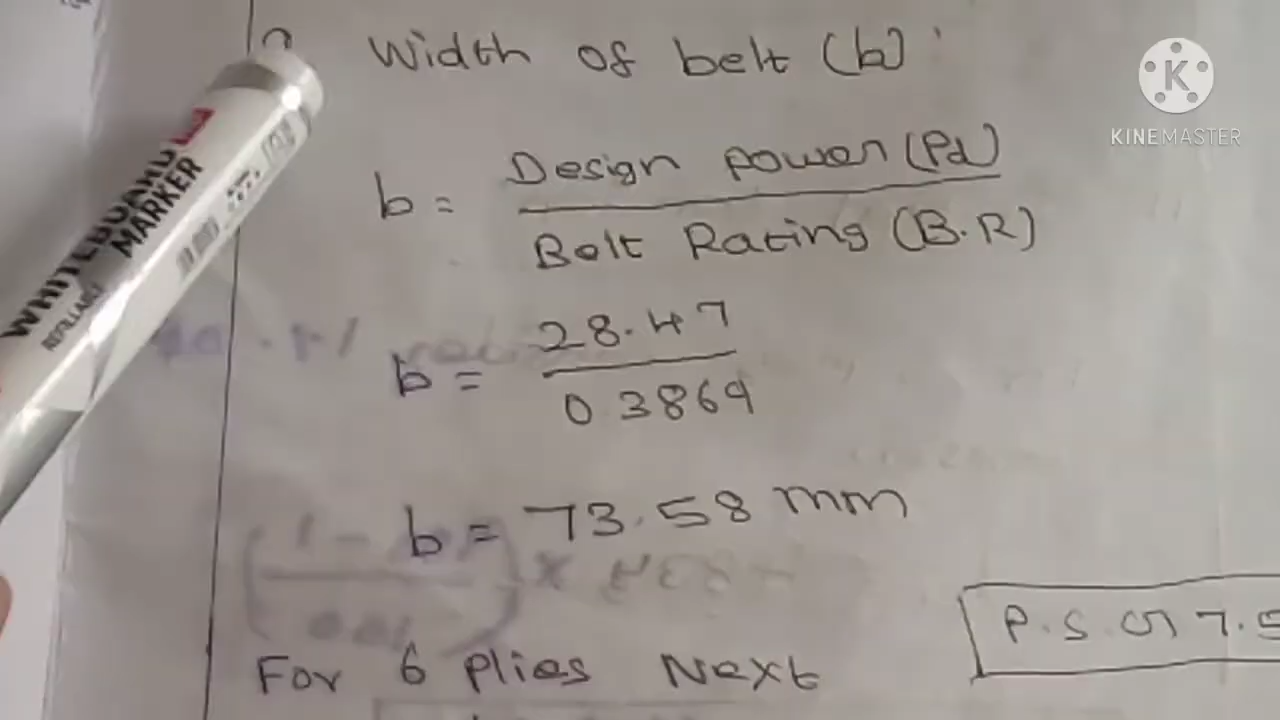 Width of belt (b)
K
KINEMASTER
b = Design Power (Pd)
Belt Rating (B.R)
WHITEBOARD
MARKER
REFILLABLE
b = 28.47
0.3869
b = 73.58 mm
P.S.G 7.5
For 6 Plies Next